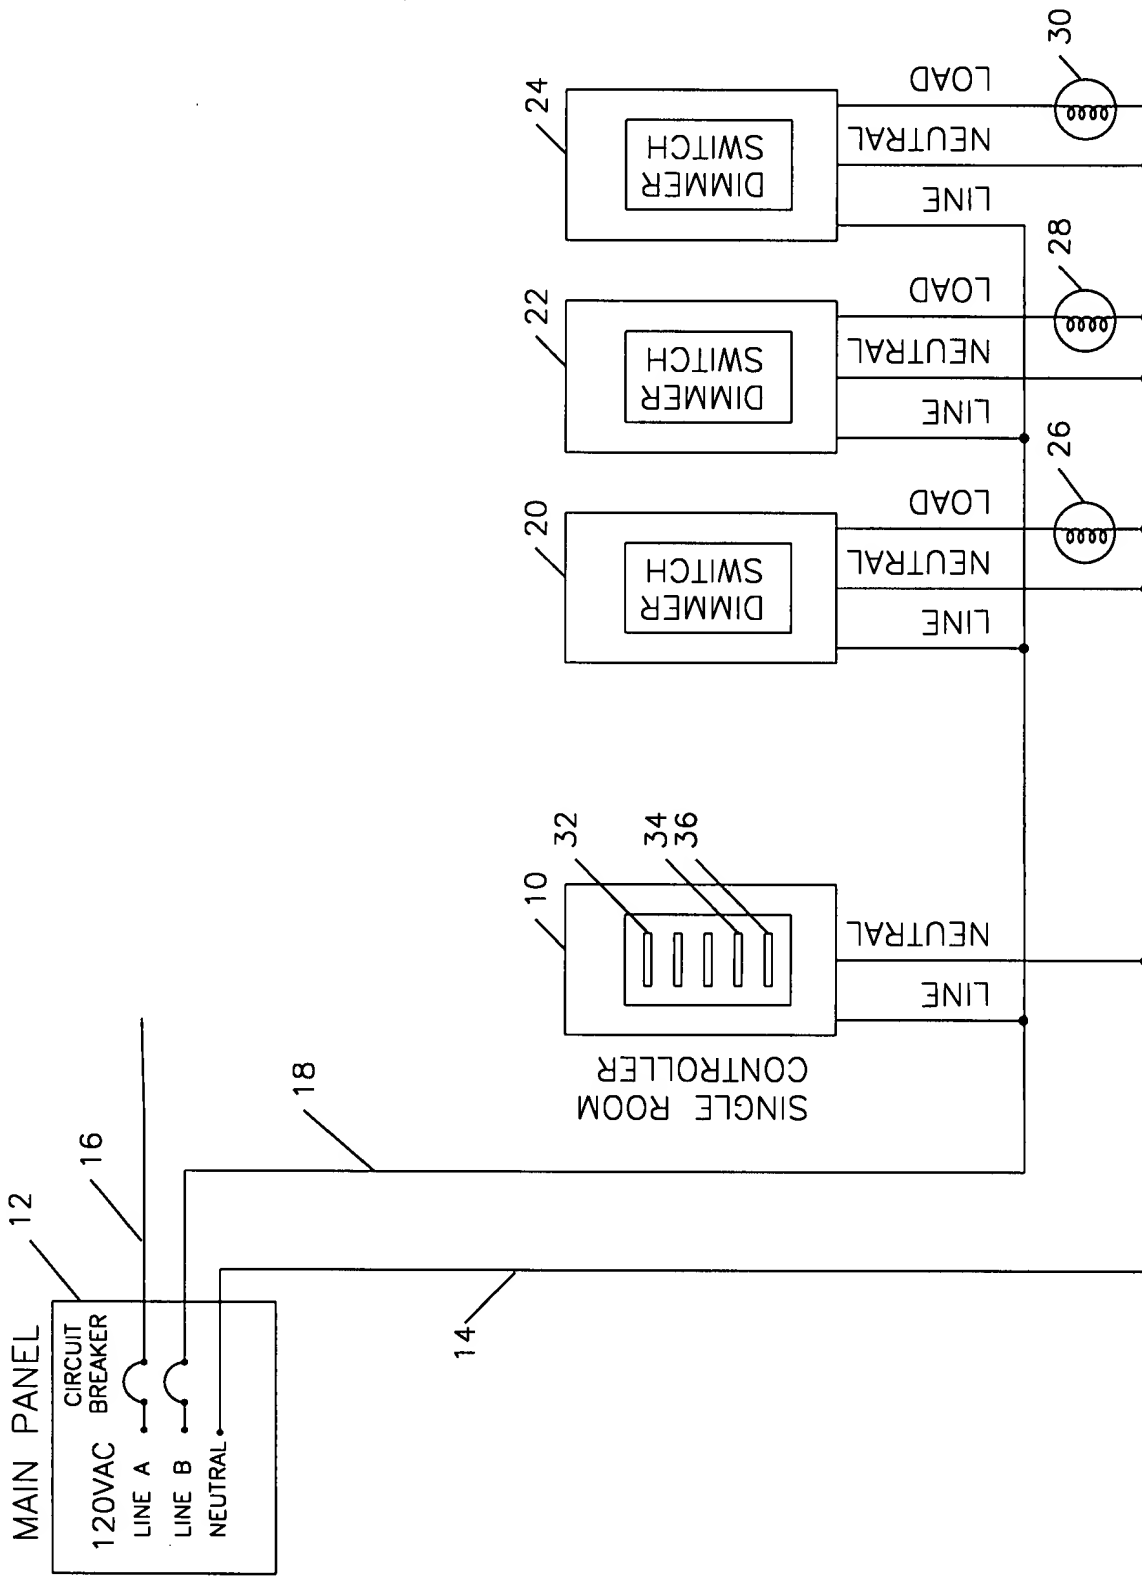 MAIN PANEL
12
CIRCUIT
BREAKER
120VAC
LINE A
LINE B
NEUTRAL
16
18
14
SINGLE ROOM
CONTROLLER
10
32
34
36
LINE
NEUTRAL
20
DIMMER
SWITCH
LINE
NEUTRAL
LOAD
26
22
DIMMER
SWITCH
LINE
NEUTRAL
LOAD
28
24
DIMMER
SWITCH
LINE
NEUTRAL
LOAD
30